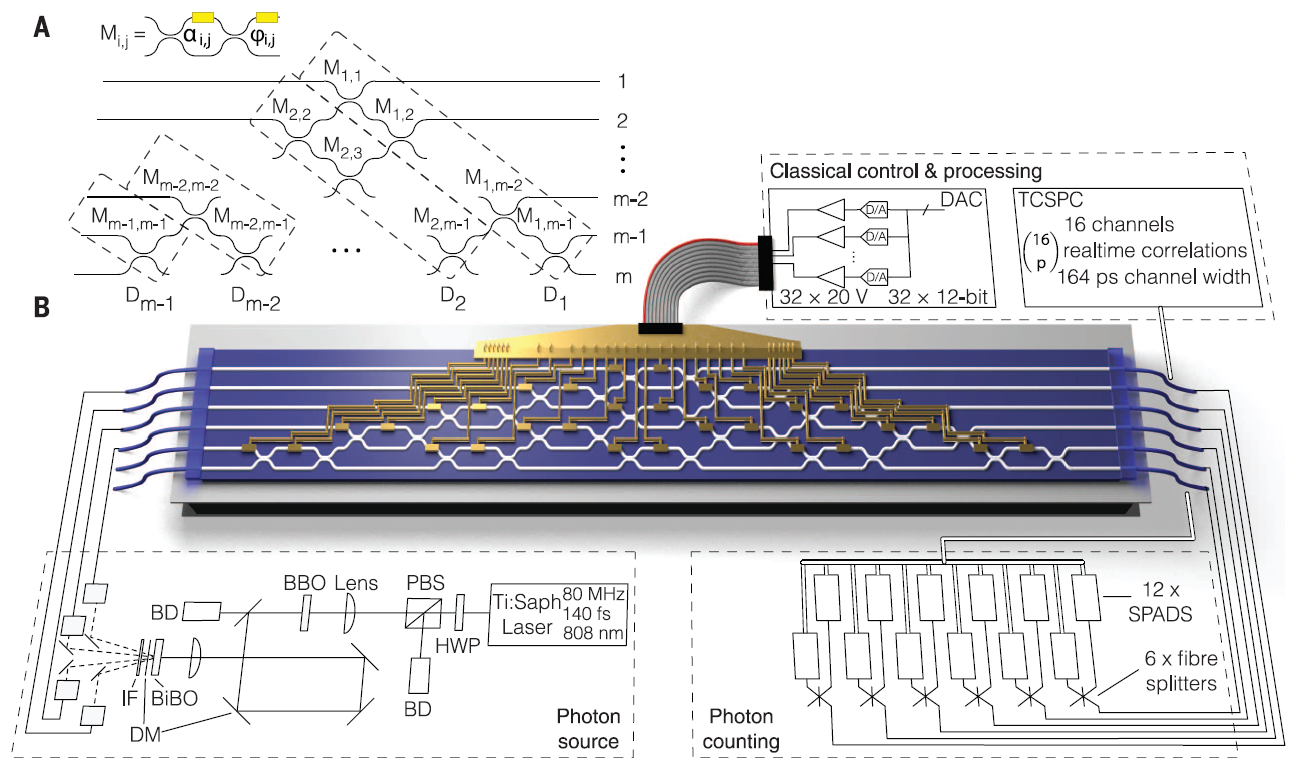 A
M i,j =
α i,j
φ i,j
M 1,1
1
M 2,2
M 1,2
2
M 2,3
⋮
M m-2,m-2
M 1,m-2
m-2
M m-1,m-1
M m-2,m-1
...
M 2,m-1
M 1,m-1
m-1
m
D m-1
D m-2
D 2
D 1
Classical control & processing
DAC
D/A
D/A
D/A
32 × 20 V
32 × 12-bit
TCSPC
16 channels
(16 p) realtime correlations
164 ps channel width
B
BBO
Lens
PBS
BD
HWP
Ti:Saph
Laser
80 MHz
140 fs
808 nm
IF
BiBO
BD
DM
Photon
source
Photon
counting
12 x
SPADS
6 x fibre
splitters